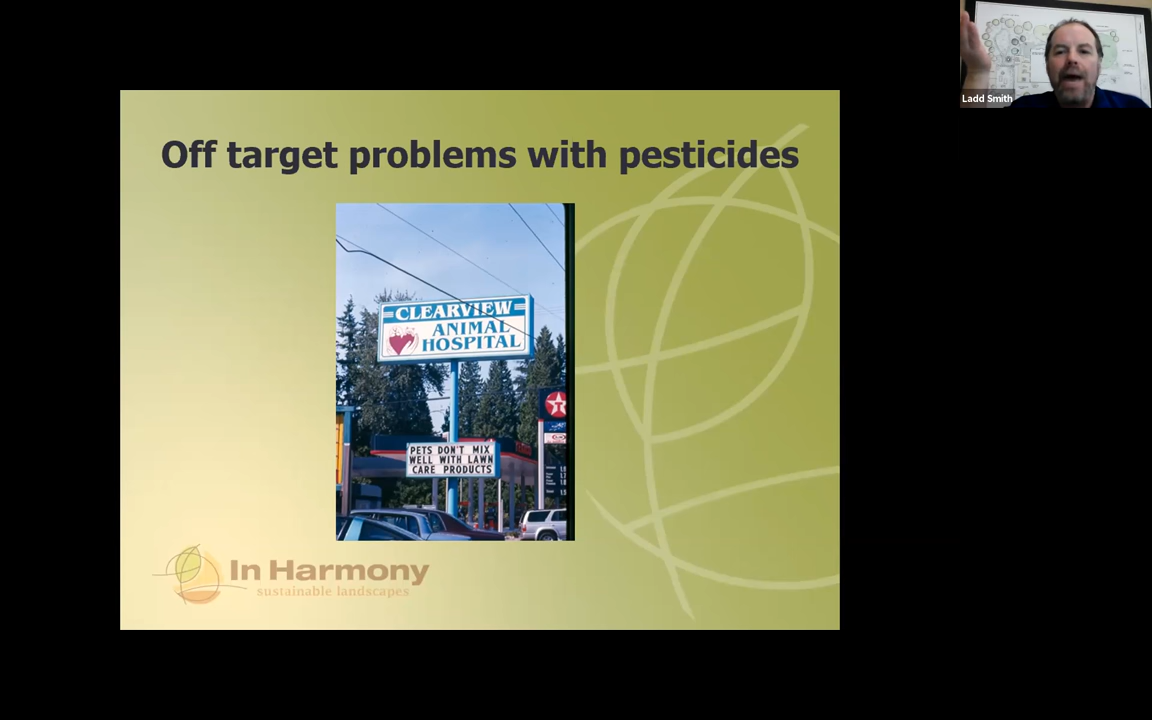 Off target problems with pesticides
CLEARVIEW
ANIMAL
HOSPITAL
PETS DON'T MIX
WELL WITH LAWN
CARE PRODUCTS
In Harmony
sustainable landscapes
Ladd Smith